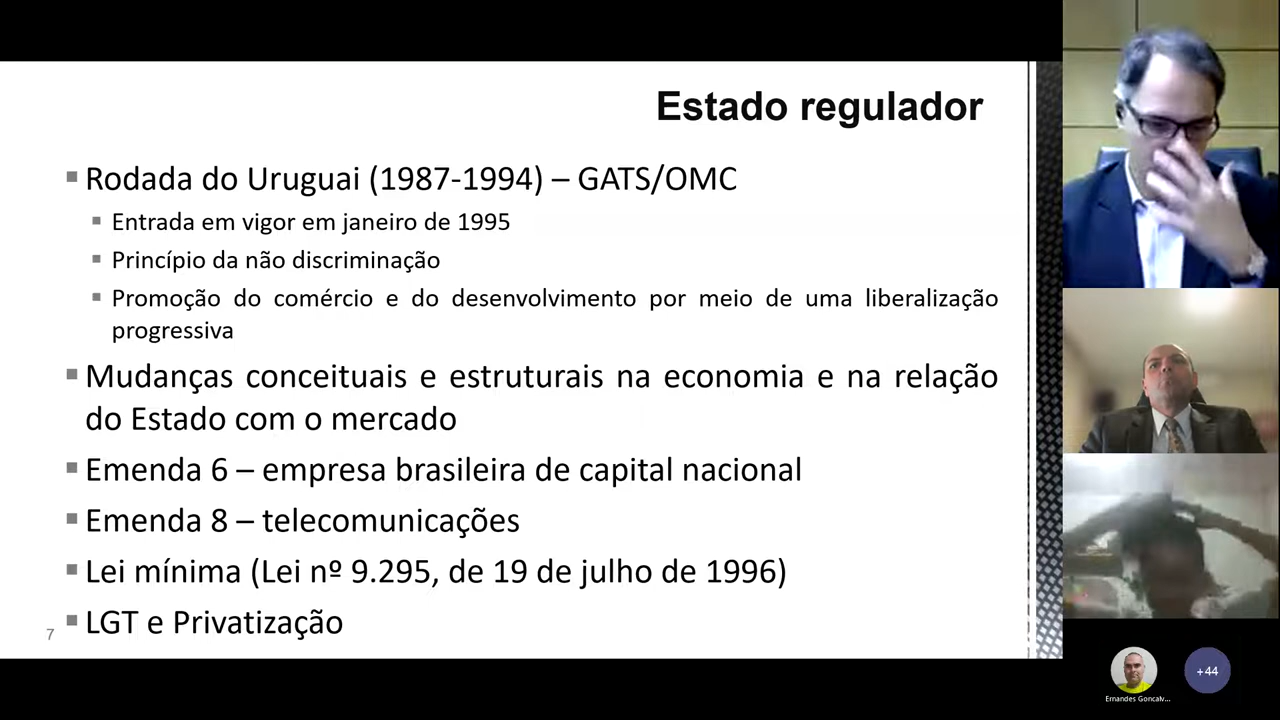 Estado regulador
Rodada do Uruguai (1987-1994) – GATS/OMC
Entrada em vigor em janeiro de 1995
Princípio da não discriminação
Promoção do comércio e do desenvolvimento por meio de uma liberalização
progressiva
Mudanças conceituais e estruturais na economia e na relação
do Estado com o mercado
Emenda 6 – empresa brasileira de capital nacional
Emenda 8 – telecomunicações
Lei mínima (Lei nº 9.295, de 19 de julho de 1996)
LGT e Privatização
7
Ernandes Goncalv...
+44